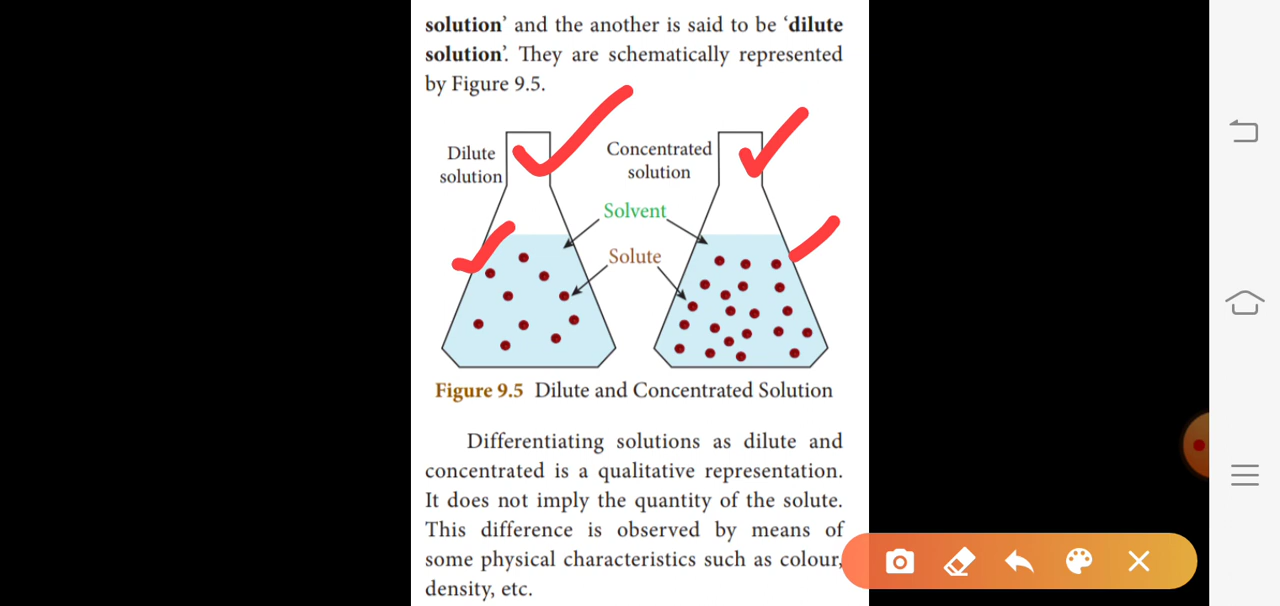 solution’ and the another is said to be ‘dilute
solution’. They are schematically represented
by Figure 9.5.
Dilute
solution
Concentrated
solution
Solvent
Solute
Figure 9.5 Dilute and Concentrated Solution
Differentiating solutions as dilute and
concentrated is a qualitative representation.
It does not imply the quantity of the solute.
This difference is observed by means of
some physical characteristics such as colour,
density, etc.